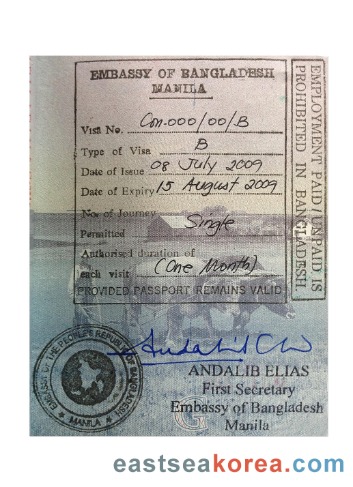 EMBASSY OF BANGLADESH
MANILA
Visa No. Con.000/00/B
Type of Visa B
Date of Issue 08 July 2009
Date of Expiry 15 August 2009
No. of Journey
Permitted Single
Authorised duration of
each visit (One Month)
PROVIDED PASSPORT REMAINS VALID
EMPLOYMENT PAID/UNPAID IS
PROHIBITED IN BANGLADESH
EMBASSY OF THE PEOPLE'S REPUBLIC OF BANGLADESH
MANILA
ANDALIB ELIAS
First Secretary
Embassy of Bangladesh
Manila
G
eastseakorea.com